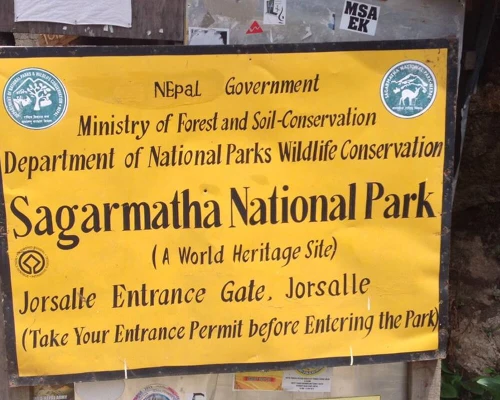 MSA
EK
NEpal Government
Ministry of Forest and Soil-Conservation
Department of National Parks Wildlife Conservation
Sagarmatha National Park
(A World Heritage Site)
Jorsalle Entrance Gate, Jorsalle
(Take Your Entrance Permit before Entering the Park)